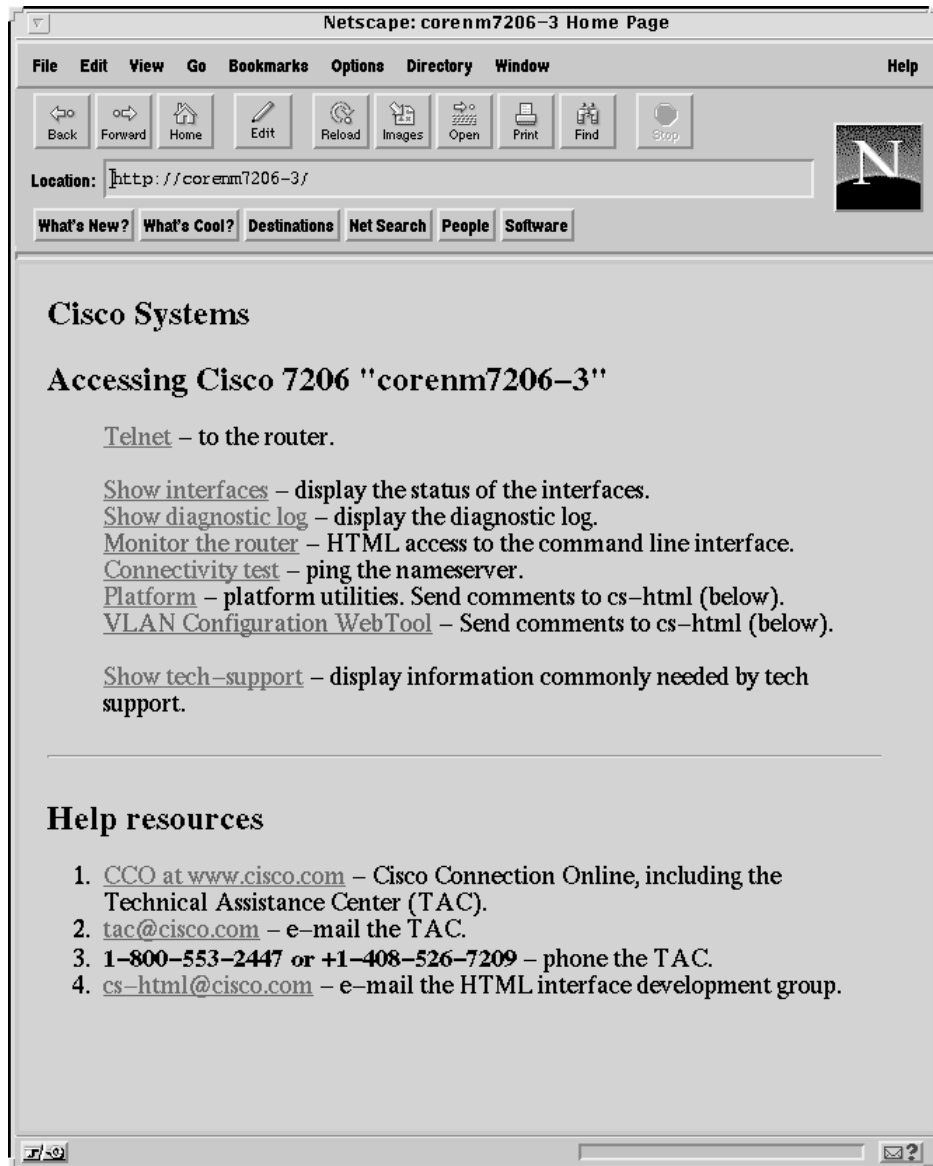 Netscape: corenm7206-3 Home Page
File Edit View Go Bookmarks Options Directory Window Help
Back Forward Home Edit Reload Images Open Print Find Stop
N
Location: http://corenm7206-3/
What's New? What's Cool? Destinations Net Search People Software
Cisco Systems
Accessing Cisco 7206 "corenm7206-3"
Telnet – to the router.
Show interfaces – display the status of the interfaces.
Show diagnostic log – display the diagnostic log.
Monitor the router – HTML access to the command line interface.
Connectivity test – ping the nameserver.
Platform – platform utilities. Send comments to cs-html (below).
VLAN Configuration WebTool – Send comments to cs-html (below).
Show tech-support – display information commonly needed by tech
support.
Help resources
1. CCO at www.cisco.com – Cisco Connection Online, including the
Technical Assistance Center (TAC).
2. tac@cisco.com – e-mail the TAC.
3. 1-800-553-2447 or +1-408-526-7209 – phone the TAC.
4. cs-html@cisco.com – e-mail the HTML interface development group.
?